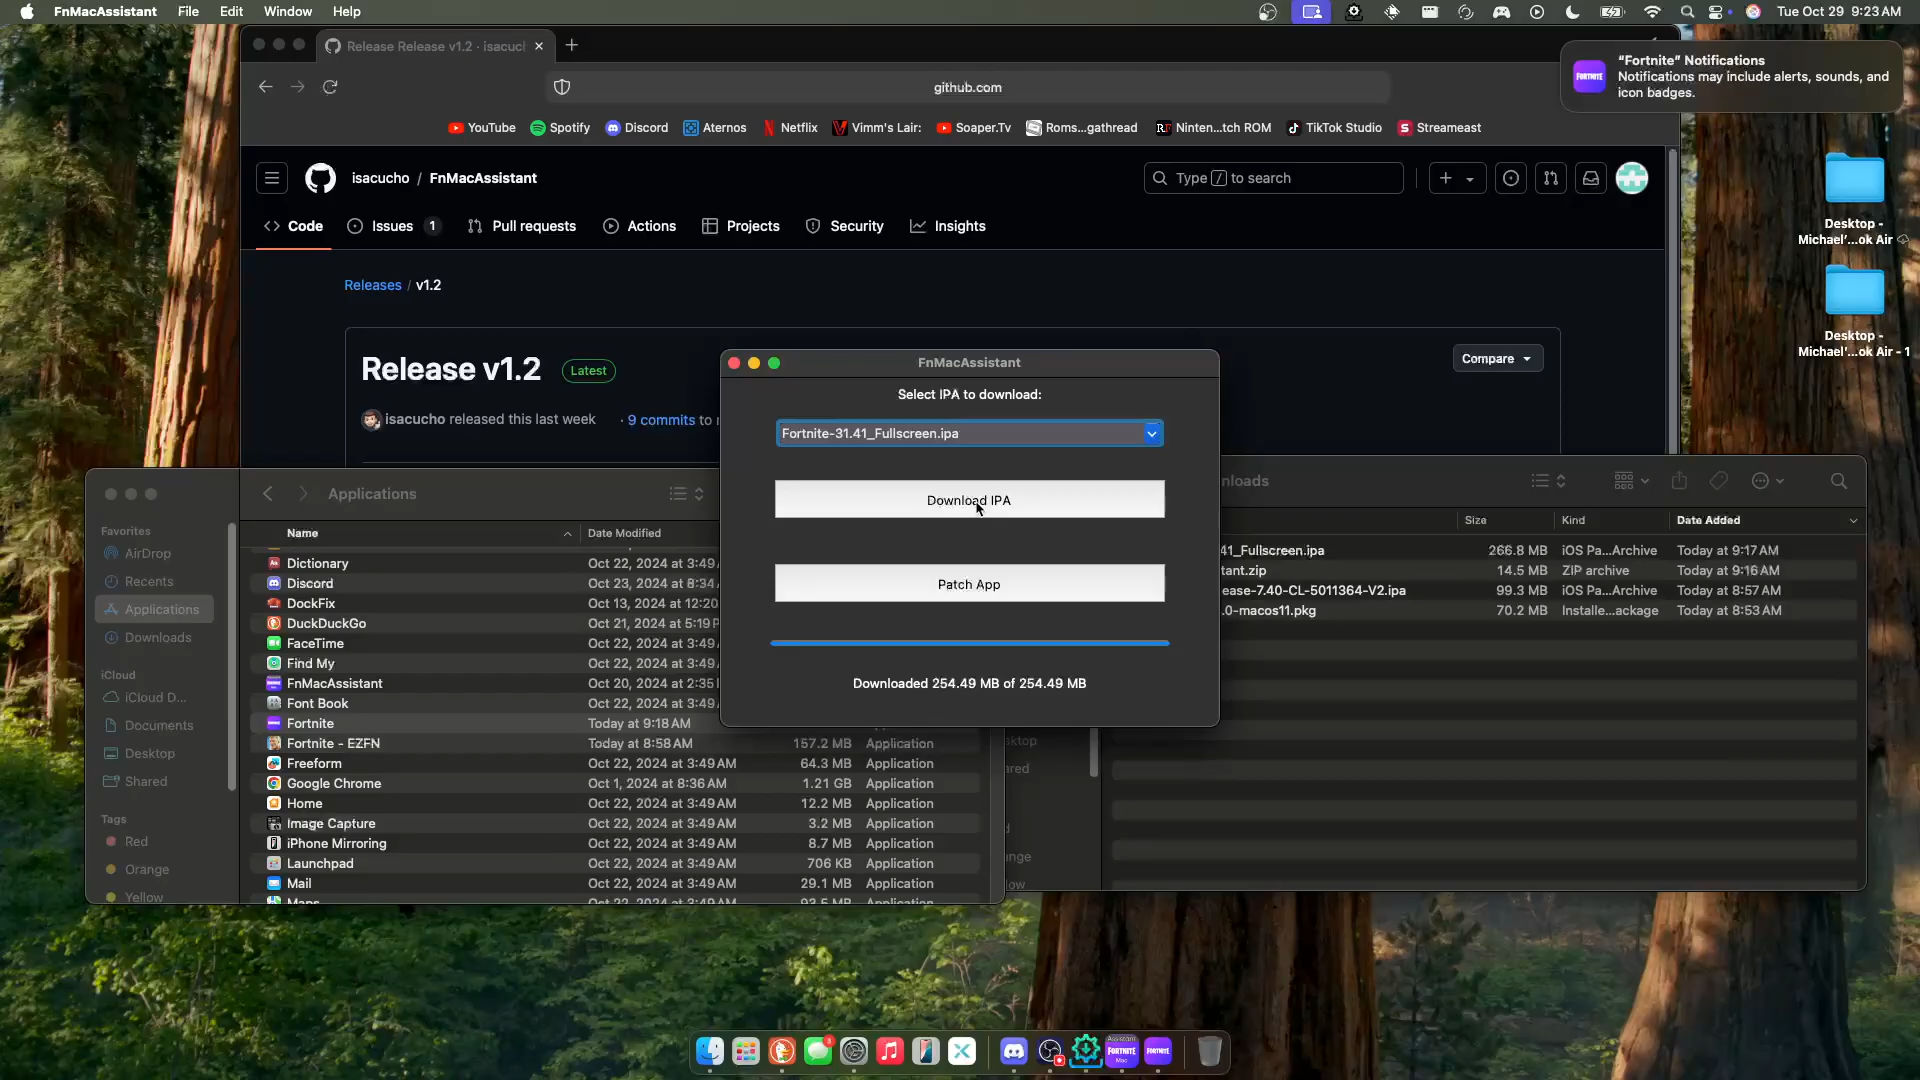 FnMacAssistant File Edit Window Help
Tue Oct 29 9:23 AM
Release Release v1.2 · isacucl
github.com
YouTube Spotify Discord Aternos Netflix Vimm's Lair: Soaper.Tv Roms...gathread Ninten...tch ROM TikTok Studio Streameast
"Fortnite" Notifications
Notifications may include alerts, sounds, and
icon badges.
isacucho / FnMacAssistant
Type / to search
Code Issues 1 Pull requests Actions Projects Security Insights
Desktop -
Michael'...ok Air
Desktop -
Michael'...ok Air - 1
Releases / v1.2
Release v1.2 Latest
Compare
isacucho released this last week · 9 commits to
FnMacAssistant
Select IPA to download:
Fortnite-31.41_Fullscreen.ipa
Download IPA
Patch App
Downloaded 254.49 MB of 254.49 MB
Applications
Favorites
AirDrop
Recents
Applications
Downloads
iCloud
iCloud D...
Documents
Desktop
Shared
Tags
Red
Orange
Yellow
Name Date Modified
Dictionary Oct 22, 2024 at 3:49
Discord Oct 23, 2024 at 8:34
DockFix Oct 13, 2024 at 12:20
DuckDuckGo Oct 21, 2024 at 5:19 P
FaceTime Oct 22, 2024 at 3:49
Find My Oct 22, 2024 at 3:49
FnMacAssistant Oct 20, 2024 at 2:35
Font Book Oct 22, 2024 at 3:49
Fortnite Today at 9:18 AM
Fortnite - EZFN Today at 8:58 AM 157.2 MB Application
Freeform Oct 22, 2024 at 3:49 AM 64.3 MB Application
Google Chrome Oct 1, 2024 at 8:36 AM 1.21 GB Application
Home Oct 22, 2024 at 3:49 AM 12.2 MB Application
Image Capture Oct 22, 2024 at 3:49 AM 3.2 MB Application
iPhone Mirroring Oct 22, 2024 at 3:49 AM 8.7 MB Application
Launchpad Oct 22, 2024 at 3:49 AM 706 KB Application
Mail Oct 22, 2024 at 3:49 AM 29.1 MB Application
Maps Oct 22, 2024 at 3:49 AM 93.5 MB Application
nloads
Size Kind Date Added
41_Fullscreen.ipa 266.8 MB iOS Pa...Archive Today at 9:17 AM
tant.zip 14.5 MB ZIP archive Today at 9:16 AM
ease-7.40-CL-5011364-V2.ipa 99.3 MB iOS Pa...Archive Today at 8:57 AM
.0-macos11.pkg 70.2 MB Installe...ackage Today at 8:53 AM
sktop
ared
d
inge
ow